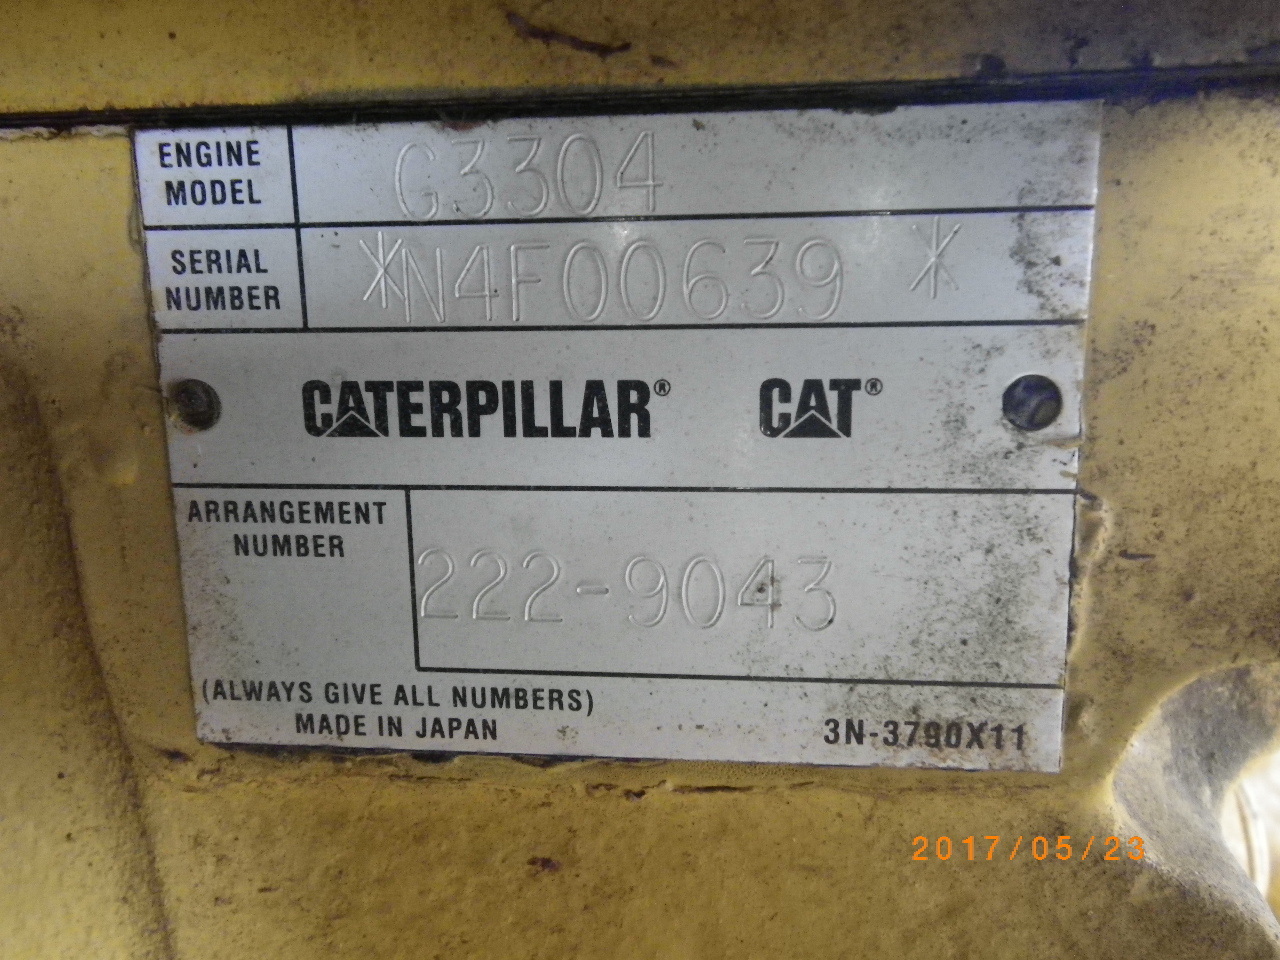 ENGINE MODEL G3304
SERIAL NUMBER *N4F00639 *
CATERPILLAR® CAT®
ARRANGEMENT NUMBER 222-9043
(ALWAYS GIVE ALL NUMBERS)
MADE IN JAPAN 3N-3790X11
2017/05/23